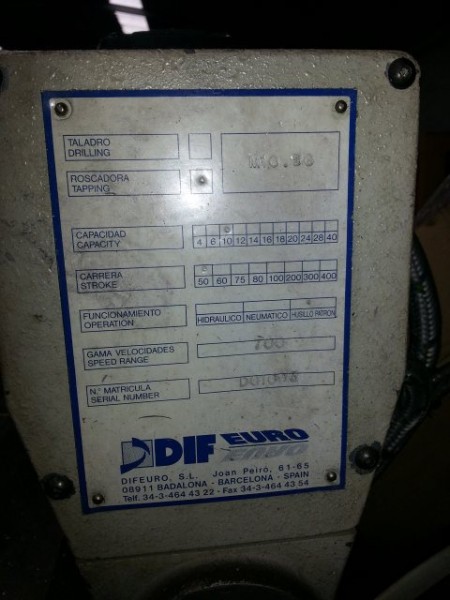 TALADRO
DRILLING
ROSCADORA
TAPPING
CAPACIDAD
CAPACITY
4 6 10 12 14 16 18 20 24 28 40
CARRERA
STROKE
50 60 75 80 100 200 300 400
FUNCIONAMIENTO
OPERATION
HIDRAULICO NEUMATICO HUSILLO PATRON
GAMA VELOCIDADES
SPEED RANGE
700
N.º MATRICULA
SERIAL NUMBER
DIF EURO
DIFEURO, S.L. Joan Peiró, 61-65
08911 BADALONA - BARCELONA - SPAIN
Telf. 34-3-464 43 22 - Fax 34-3-464 43 54